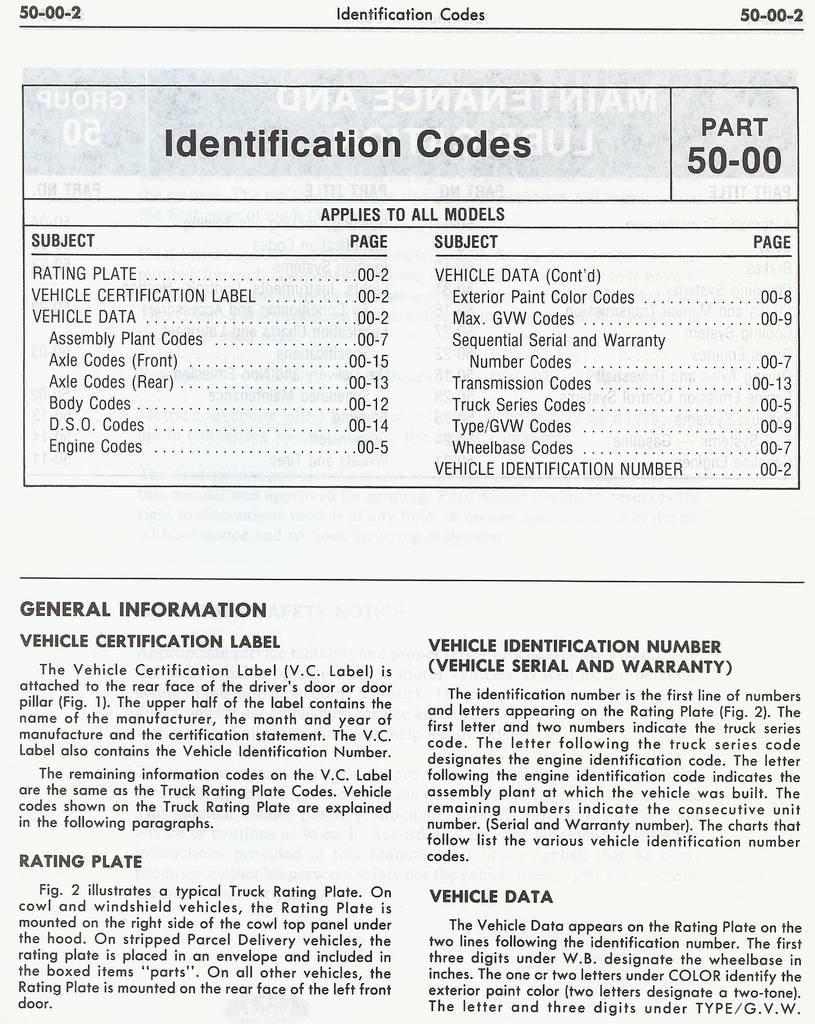 50-00-2 Identification Codes 50-00-2
Identification Codes
PART
50-00
APPLIES TO ALL MODELS
SUBJECT PAGE
RATING PLATE ........................ 00-2
VEHICLE CERTIFICATION LABEL ........... 00-2
VEHICLE DATA ........................ 00-2
Assembly Plant Codes ................ 00-7
Axle Codes (Front) .................. 00-15
Axle Codes (Rear) ................... 00-13
Body Codes .......................... 00-12
D.S.O. Codes ........................ 00-14
Engine Codes ........................ 00-5
SUBJECT PAGE
VEHICLE DATA (Cont'd)
Exterior Paint Color Codes ............ 00-8
Max. GVW Codes ...................... 00-9
Sequential Serial and Warranty
Number Codes ...................... 00-7
Transmission Codes .................. 00-13
Truck Series Codes .................. 00-3
Type/GVW Codes ...................... 00-9
Wheelbase Codes ..................... 00-7
VEHICLE IDENTIFICATION NUMBER ......... 00-2
GENERAL INFORMATION
VEHICLE CERTIFICATION LABEL
The Vehicle Certification Label (V.C. Label) is
attached to the rear face of the driver's door or door
pillar (Fig. 1). The upper half of the label contains the
name of the manufacturer, the month and year of
manufacture and the certification statement. The V.C.
Label also contains the Vehicle Identification Number.
The remaining information codes on the V.C. Label
are the same as the Truck Rating Plate Codes. Vehicle
codes shown on the Truck Rating Plate are explained
in the following paragraphs.
RATING PLATE
Fig. 2 illustrates a typical Truck Rating Plate. On
cowl and windshield vehicles, the Rating Plate is
mounted on the right side of the cowl top panel under
the hood. On stripped Parcel Delivery vehicles, the
rating plate is placed in an envelope and included in
the boxed items "parts". On all other vehicles, the
Rating Plate is mounted on the rear face of the left front
door.
VEHICLE IDENTIFICATION NUMBER
(VEHICLE SERIAL AND WARRANTY)
The identification number is the first line of numbers
and letters appearing on the Rating Plate (Fig. 2). The
first letter and two numbers indicate the truck series
code. The letter following the truck series code
designates the engine identification code. The letter
following the engine identification code indicates the
assembly plant at which the vehicle was built. The
remaining numbers indicate the consecutive unit
number. (Serial and Warranty number). The charts that
follow list the various vehicle identification number
codes.
VEHICLE DATA
The Vehicle Data appears on the Rating Plate on the
two lines following the identification number. The first
three digits under W.B. designate the wheelbase in
inches. The one or two letters under COLOR identify the
exterior paint color (two letters designate a two-tone).
The letter and three digits under TYPE/G.V.W.